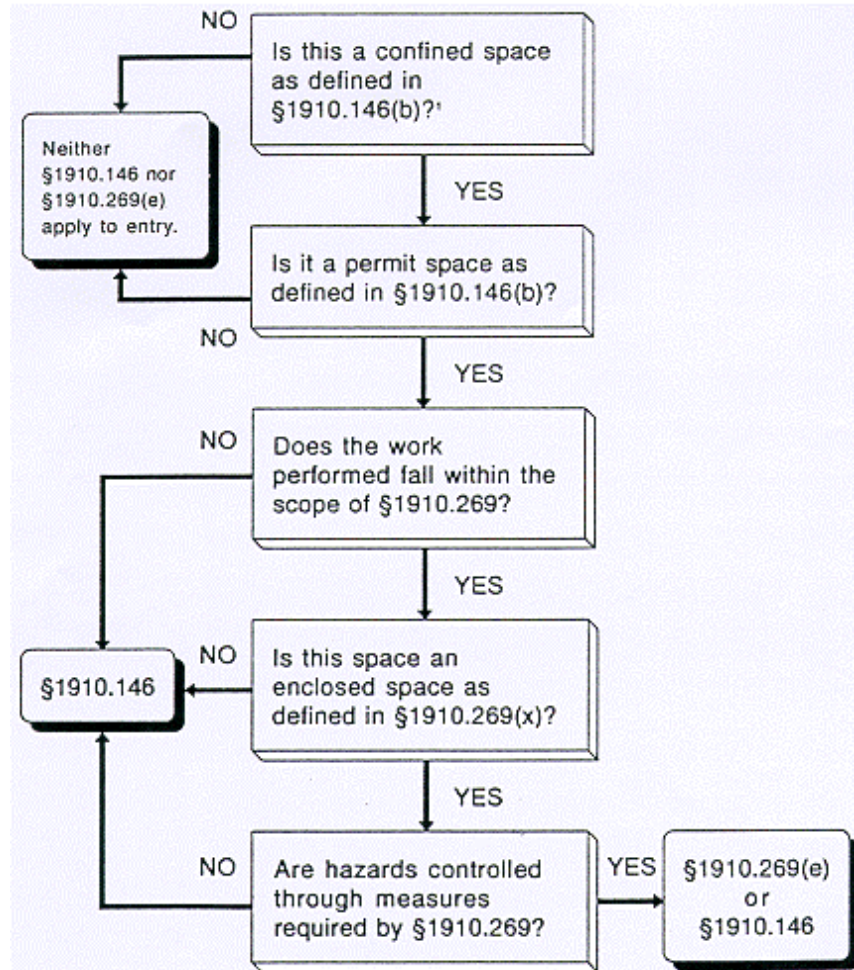 NO
Is this a confined space
as defined in
§1910.146(b)?¹
Neither
§1910.146 nor
§1910.269(e)
apply to entry.
YES
Is it a permit space as
defined in §1910.146(b)?
NO
YES
NO
Does the work
performed fall within the
scope of §1910.269?
YES
§1910.146
NO
Is this space an
enclosed space as
defined in §1910.269(x)?
YES
NO
Are hazards controlled
through measures
required by §1910.269?
YES
§1910.269(e)
or
§1910.146